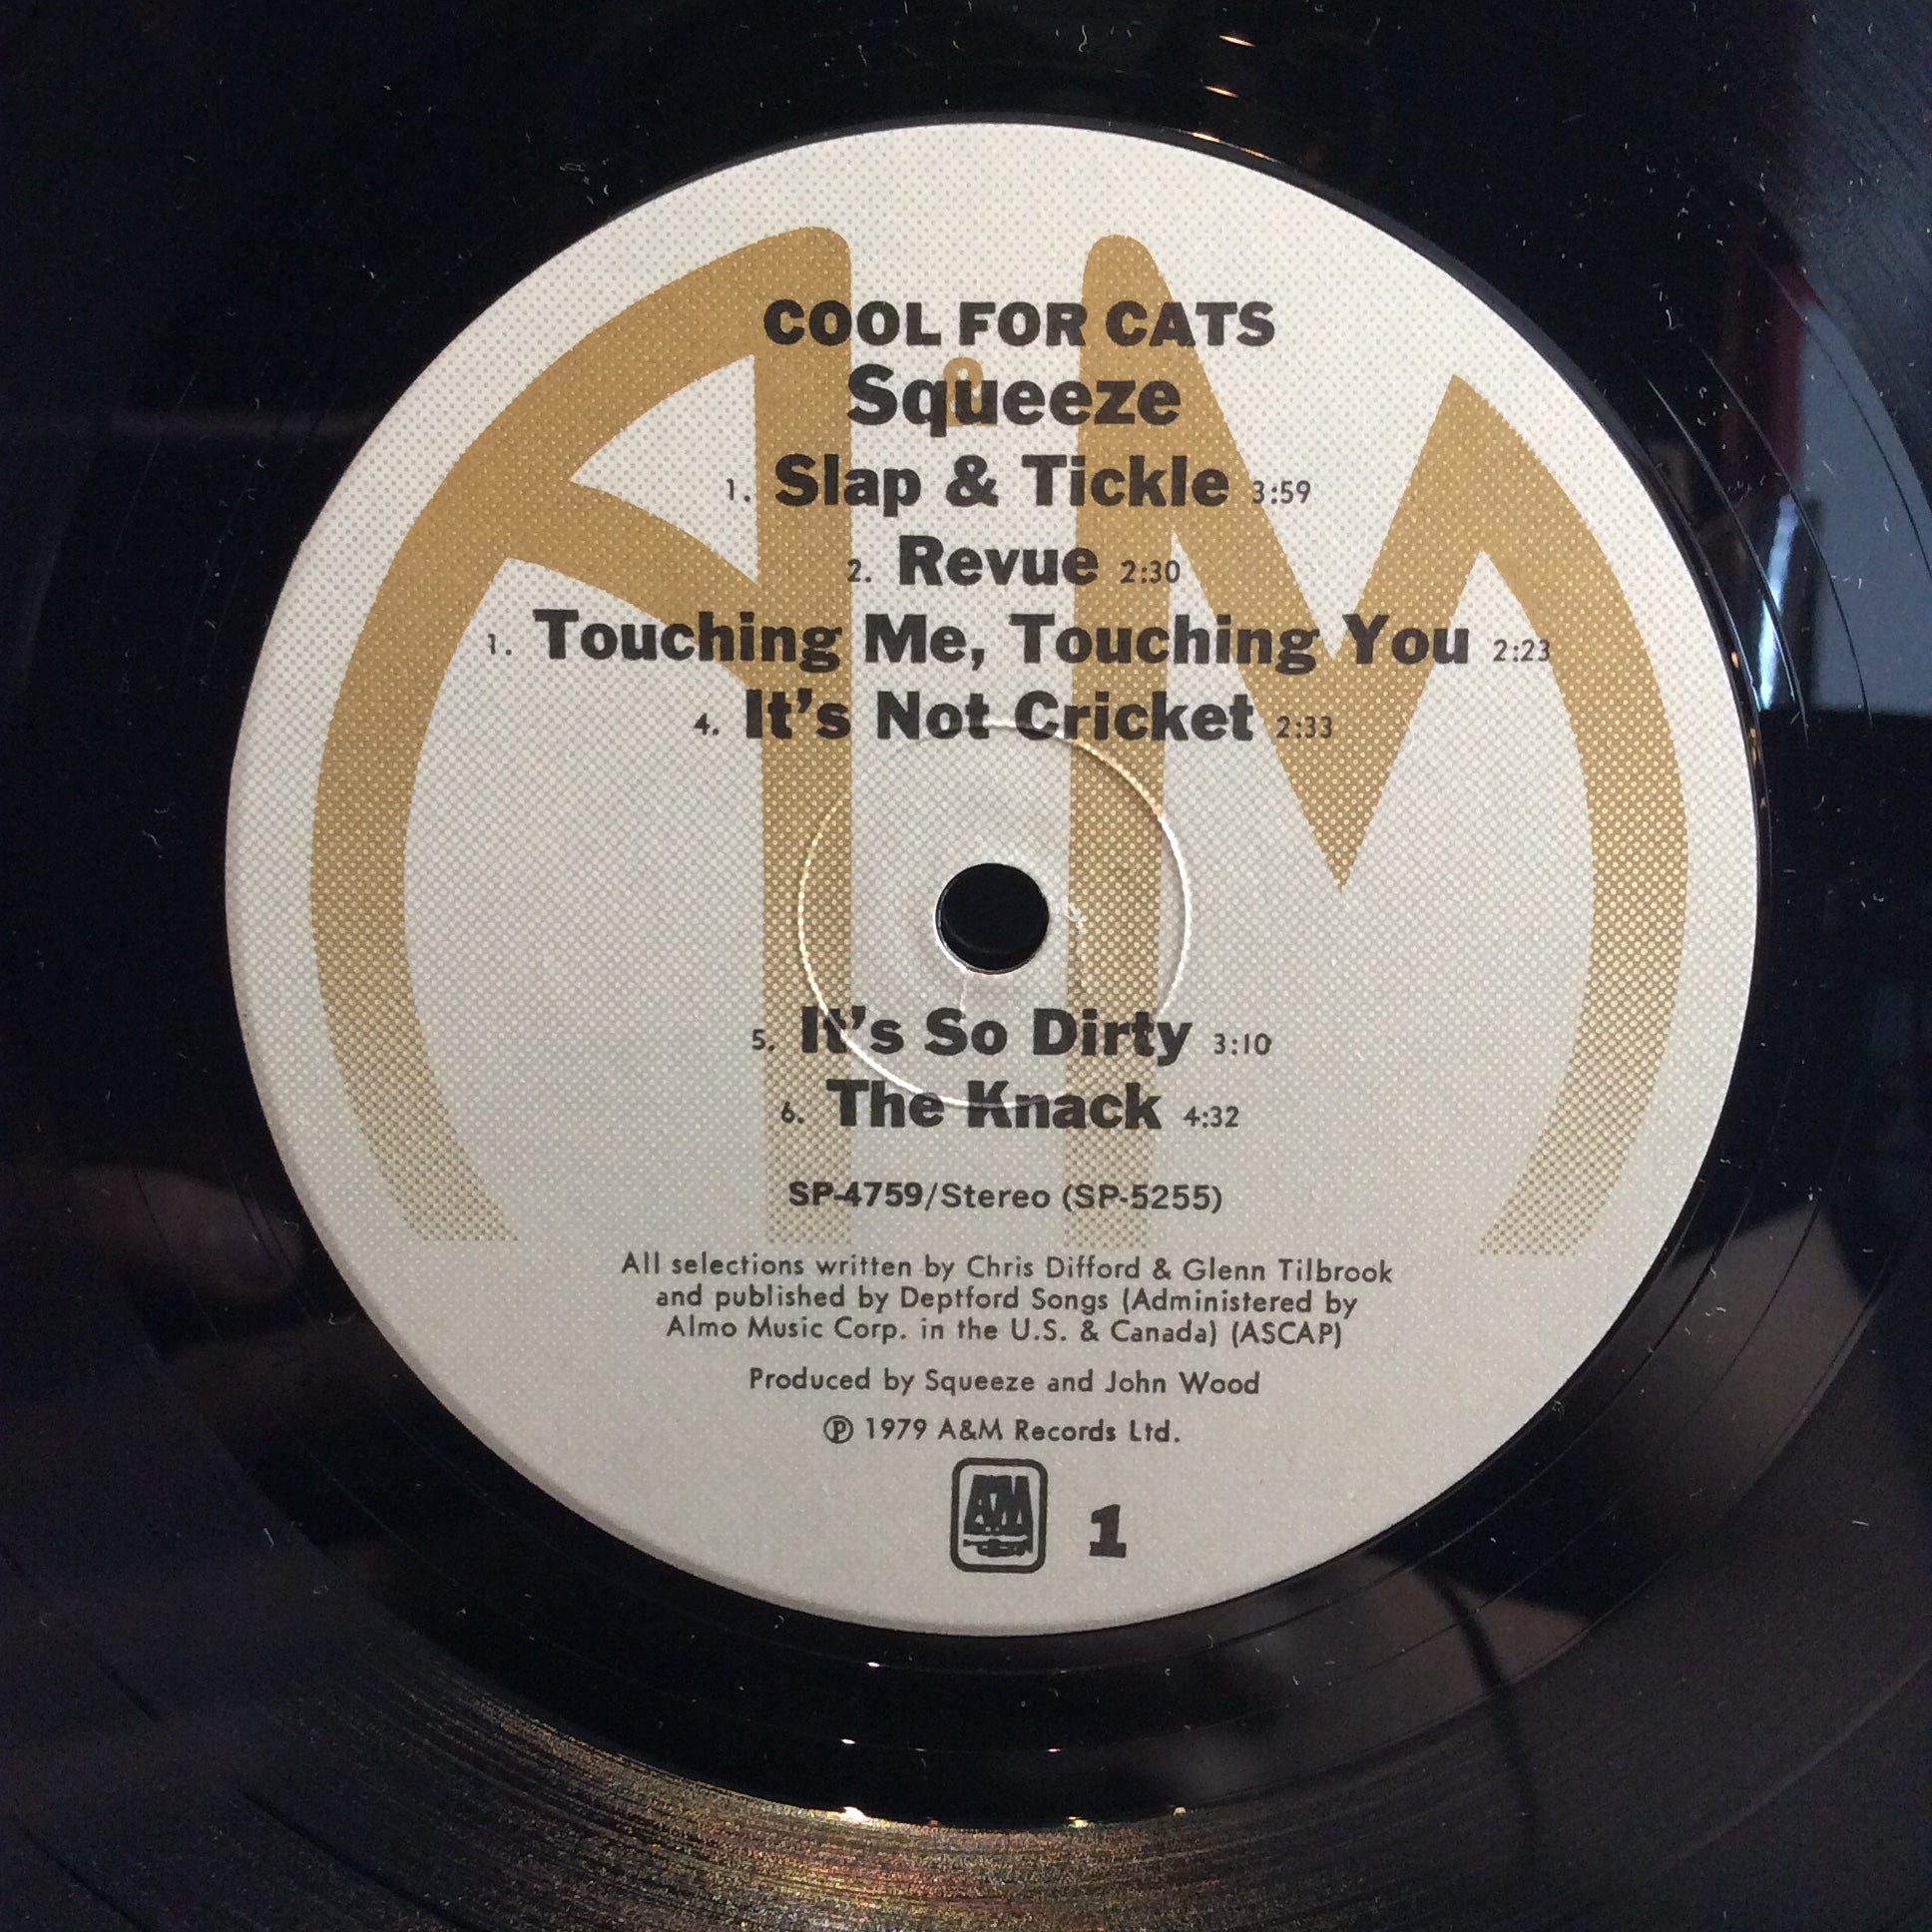 COOL FOR CATS
Squeeze
1. Slap & Tickle 3:59
2. Revue 2:30
1. Touching Me, Touching You 2:23
4. It's Not Cricket 2:33
5. It's So Dirty 3:10
6. The Knack 4:32
SP-4759/Stereo (SP-5255)
All selections written by Chris Difford & Glenn Tilbrook
and published by Deptford Songs (Administered by
Almo Music Corp. in the U.S. & Canada) (ASCAP)
Produced by Squeeze and John Wood
℗ 1979 A&M Records Ltd.
A&M 1